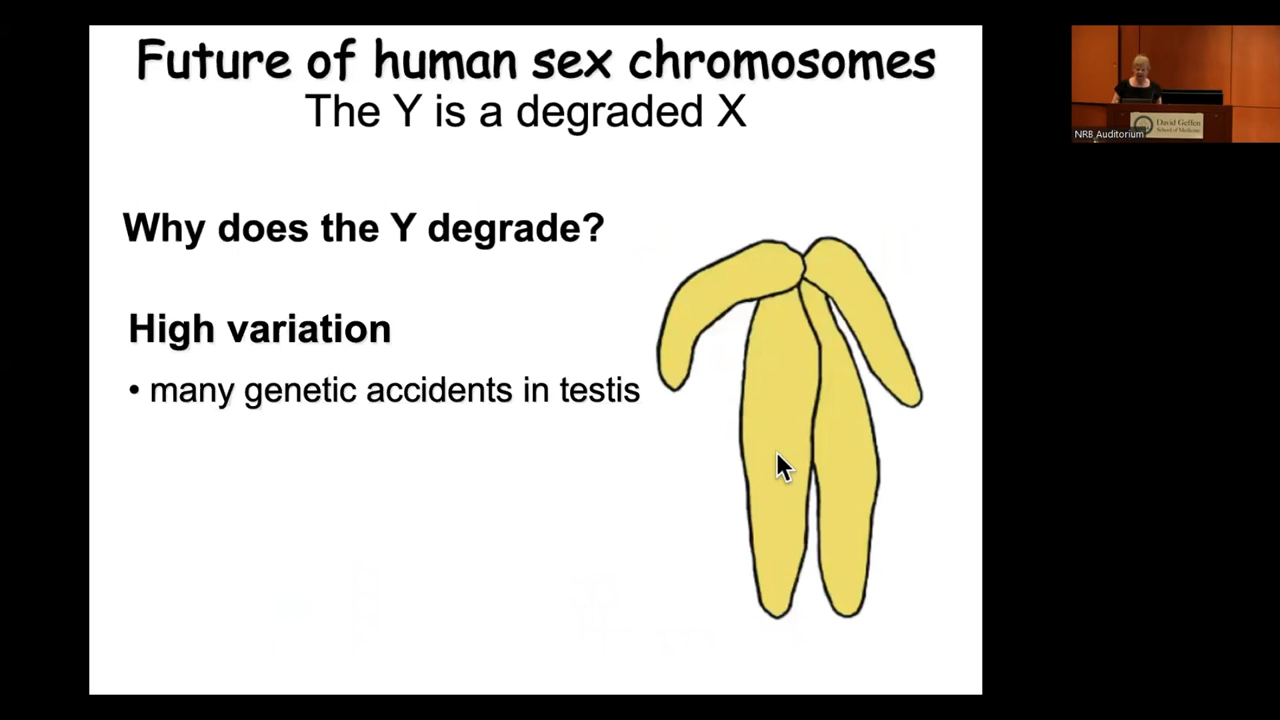 Future of human sex chromosomes
The Y is a degraded X
Why does the Y degrade?
High variation
• many genetic accidents in testis
NRB Auditorium
David Geffen
School of Medicine